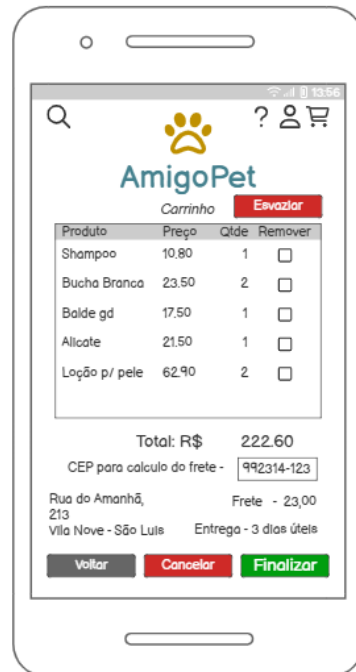 13:56
?
AmigoPet
Carrinho Esvaziar
Produto Preço Qtde Remover
Shampoo 10,80 1
Bucha Branca 23.50 2
Balde gd 17,50 1
Alicate 21.50 1
Loção p/ pele 62.90 2
Total: R$ 222.60
CEP para calculo do frete - 992314-123
Rua do Amanhã,
213
Vila Nove - São Luis
Frete - 23,00
Entrega - 3 dias úteis
Voltar Cancelar Finalizar